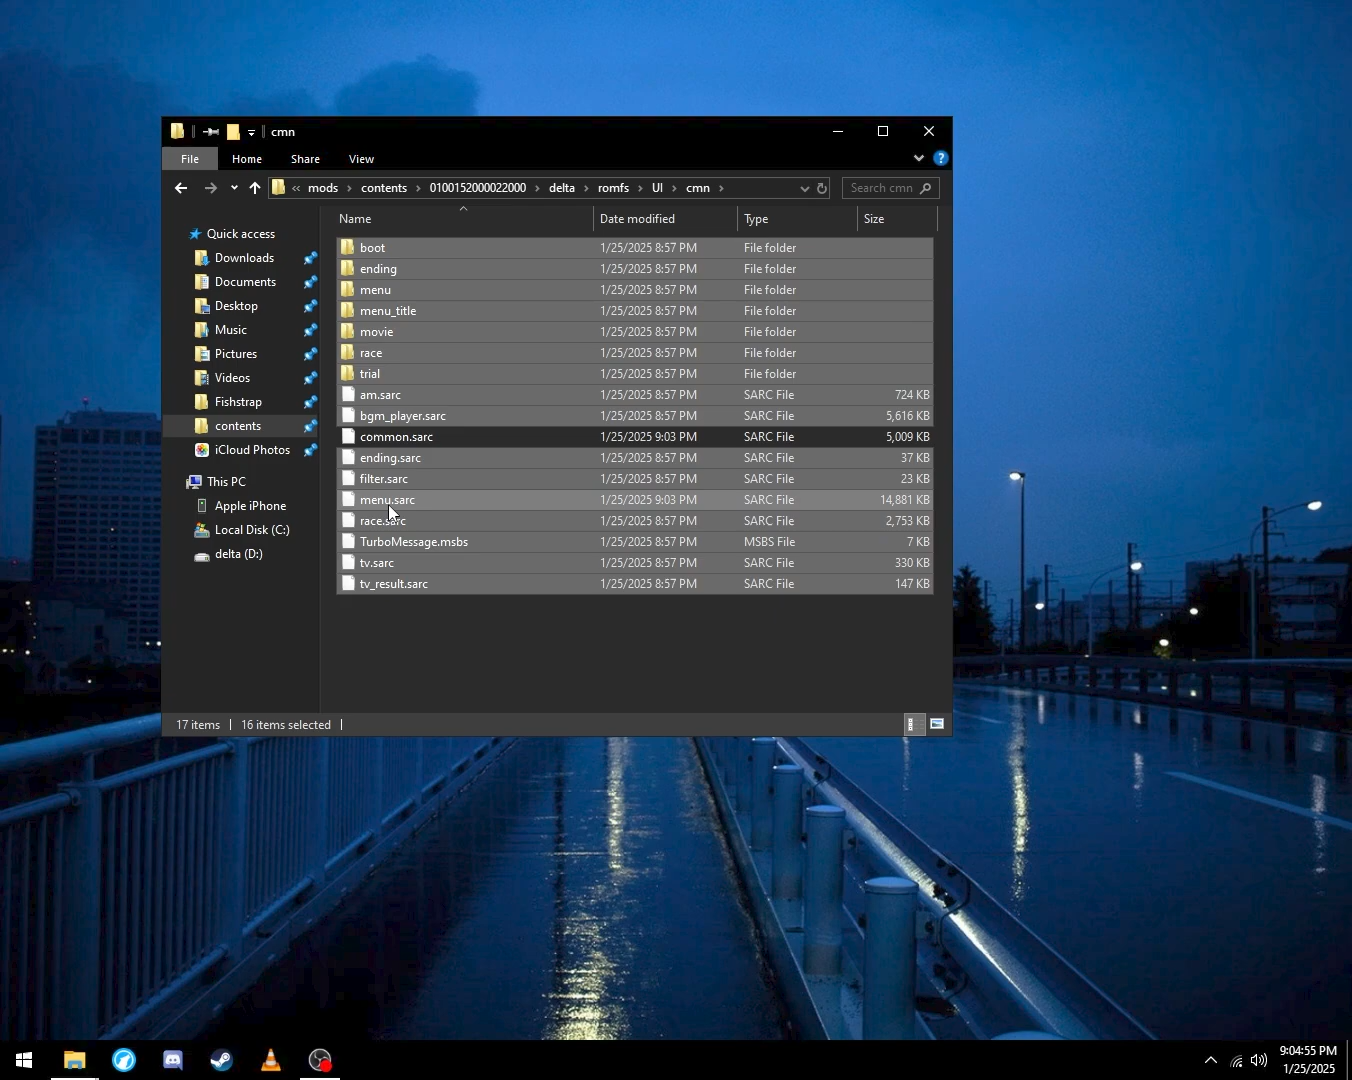 cmn
File Home Share View
« mods › contents › 0100152000022000 › delta › romfs › UI › cmn › Search cmn
Name Date modified Type Size
Quick access
Downloads
Documents
Desktop
Music
Pictures
Videos
Fishstrap
contents
iCloud Photos
This PC
Apple iPhone
Local Disk (C:)
delta (D:)
boot 1/25/2025 8:57 PM File folder
ending 1/25/2025 8:57 PM File folder
menu 1/25/2025 8:57 PM File folder
menu_title 1/25/2025 8:57 PM File folder
movie 1/25/2025 8:57 PM File folder
race 1/25/2025 8:57 PM File folder
trial 1/25/2025 8:57 PM File folder
am.sarc 1/25/2025 8:57 PM SARC File 724 KB
bgm_player.sarc 1/25/2025 8:57 PM SARC File 5,616 KB
common.sarc 1/25/2025 9:03 PM SARC File 5,009 KB
ending.sarc 1/25/2025 8:57 PM SARC File 37 KB
filter.sarc 1/25/2025 8:57 PM SARC File 23 KB
menu.sarc 1/25/2025 9:03 PM SARC File 14,881 KB
race.sarc 1/25/2025 8:57 PM SARC File 2,753 KB
TurboMessage.msbs 1/25/2025 8:57 PM MSBS File 7 KB
tv.sarc 1/25/2025 8:57 PM SARC File 330 KB
tv_result.sarc 1/25/2025 8:57 PM SARC File 147 KB
17 items 16 items selected
9:04:55 PM
1/25/2025